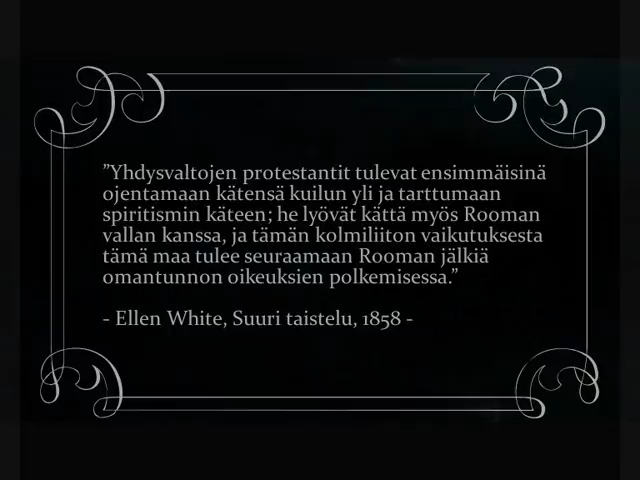 ”Yhdysvaltojen protestantit tulevat ensimmäisinä
ojentamaan kätensä kuilun yli ja tarttumaan
spiritismin käteen; he lyövät kättä myös Rooman
vallan kanssa, ja tämän kolmiliiton vaikutuksesta
tämä maa tulee seuraamaan Rooman jälkiä
omantunnon oikeuksien polkemisessa.”
- Ellen White, Suuri taistelu, 1858 -